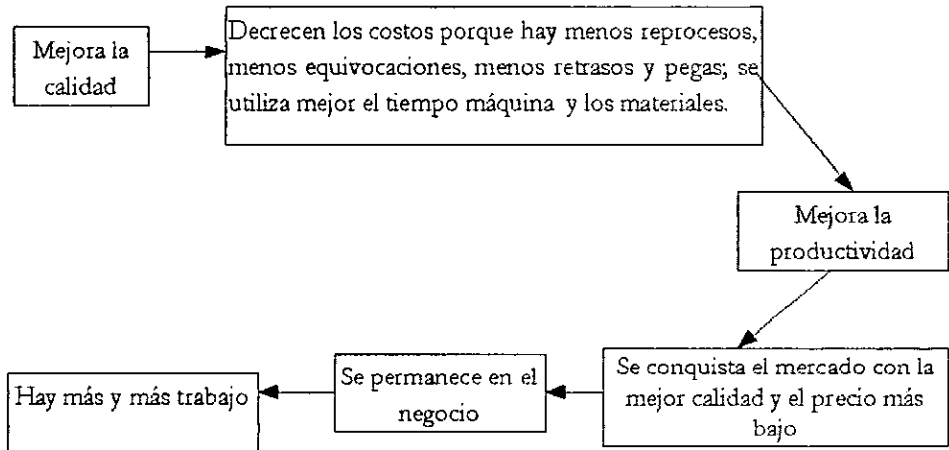 Mejora la
calidad
Decrecen los costos porque hay menos reprocesos,
menos equivocaciones, menos retrasos y pegas; se
utiliza mejor el tiempo máquina y los materiales.
Mejora la
productividad
Se conquista el mercado con la
mejor calidad y el precio más
bajo
Se permanece en el
negocio
Hay más y más trabajo